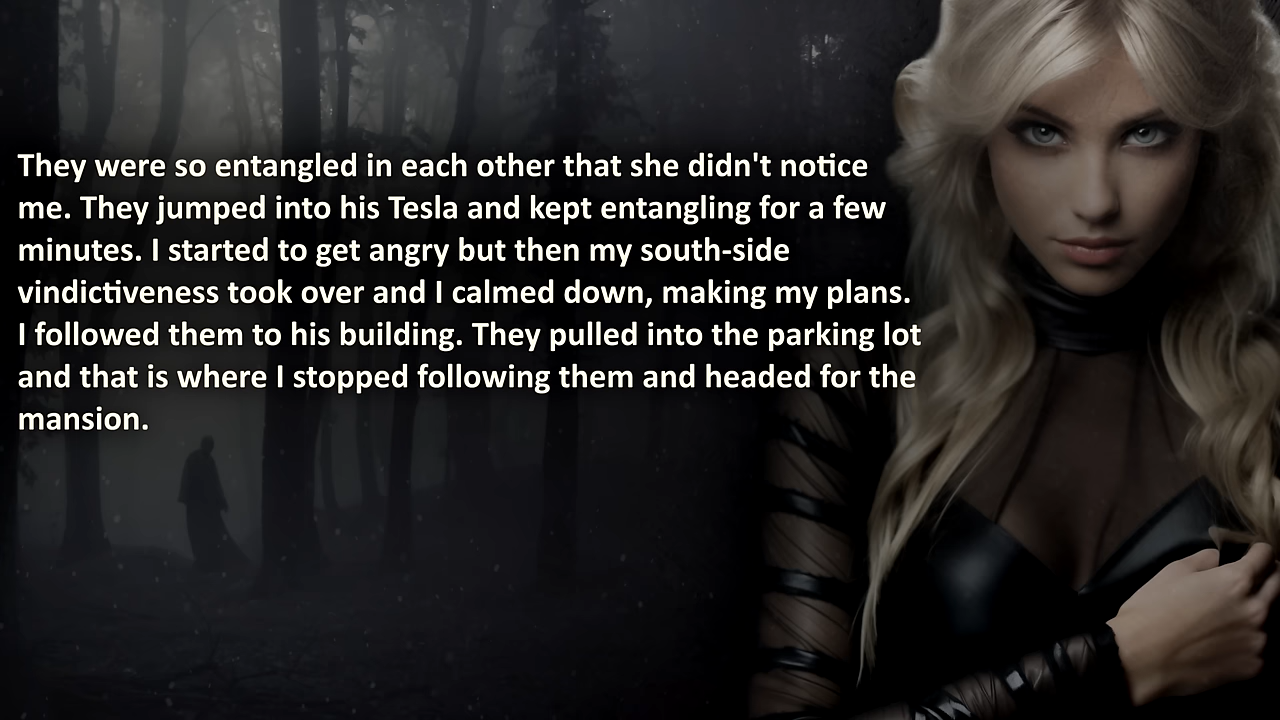 They were so entangled in each other that she didn't notice
me. They jumped into his Tesla and kept entangling for a few
minutes. I started to get angry but then my south-side
vindictiveness took over and I calmed down, making my plans.
I followed them to his building. They pulled into the parking lot
and that is where I stopped following them and headed for the
mansion.